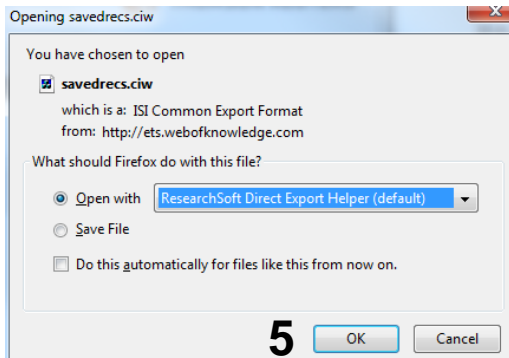 Opening savedrecs.ciw
You have chosen to open
savedrecs.ciw
which is a: ISI Common Export Format
from: http://ets.webofknowledge.com
What should Firefox do with this file?
Open with ResearchSoft Direct Export Helper (default)
Save File
Do this automatically for files like this from now on.
5 OK Cancel